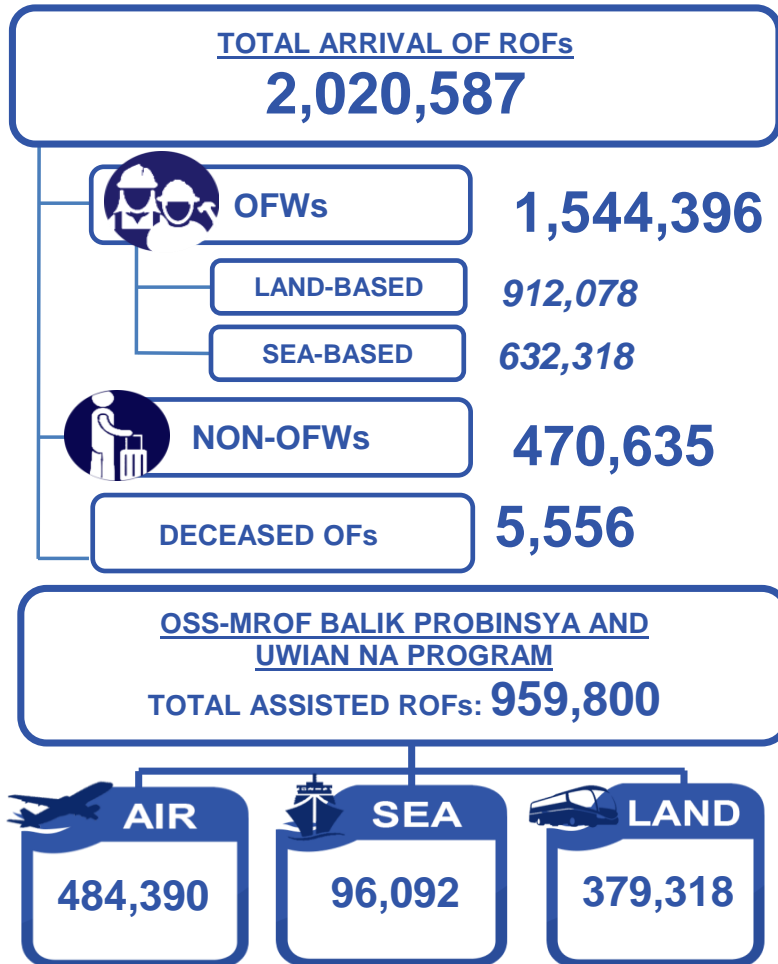 TOTAL ARRIVAL OF ROFs
2,020,587
OFWs 1,544,396
LAND-BASED 912,078
SEA-BASED 632,318
NON-OFWs 470,635
DECEASED OFs 5,556
OSS-MROF BALIK PROBINSYA AND
UWIAN NA PROGRAM
TOTAL ASSISTED ROFs: 959,800
AIR SEA LAND
484,390 96,092 379,318